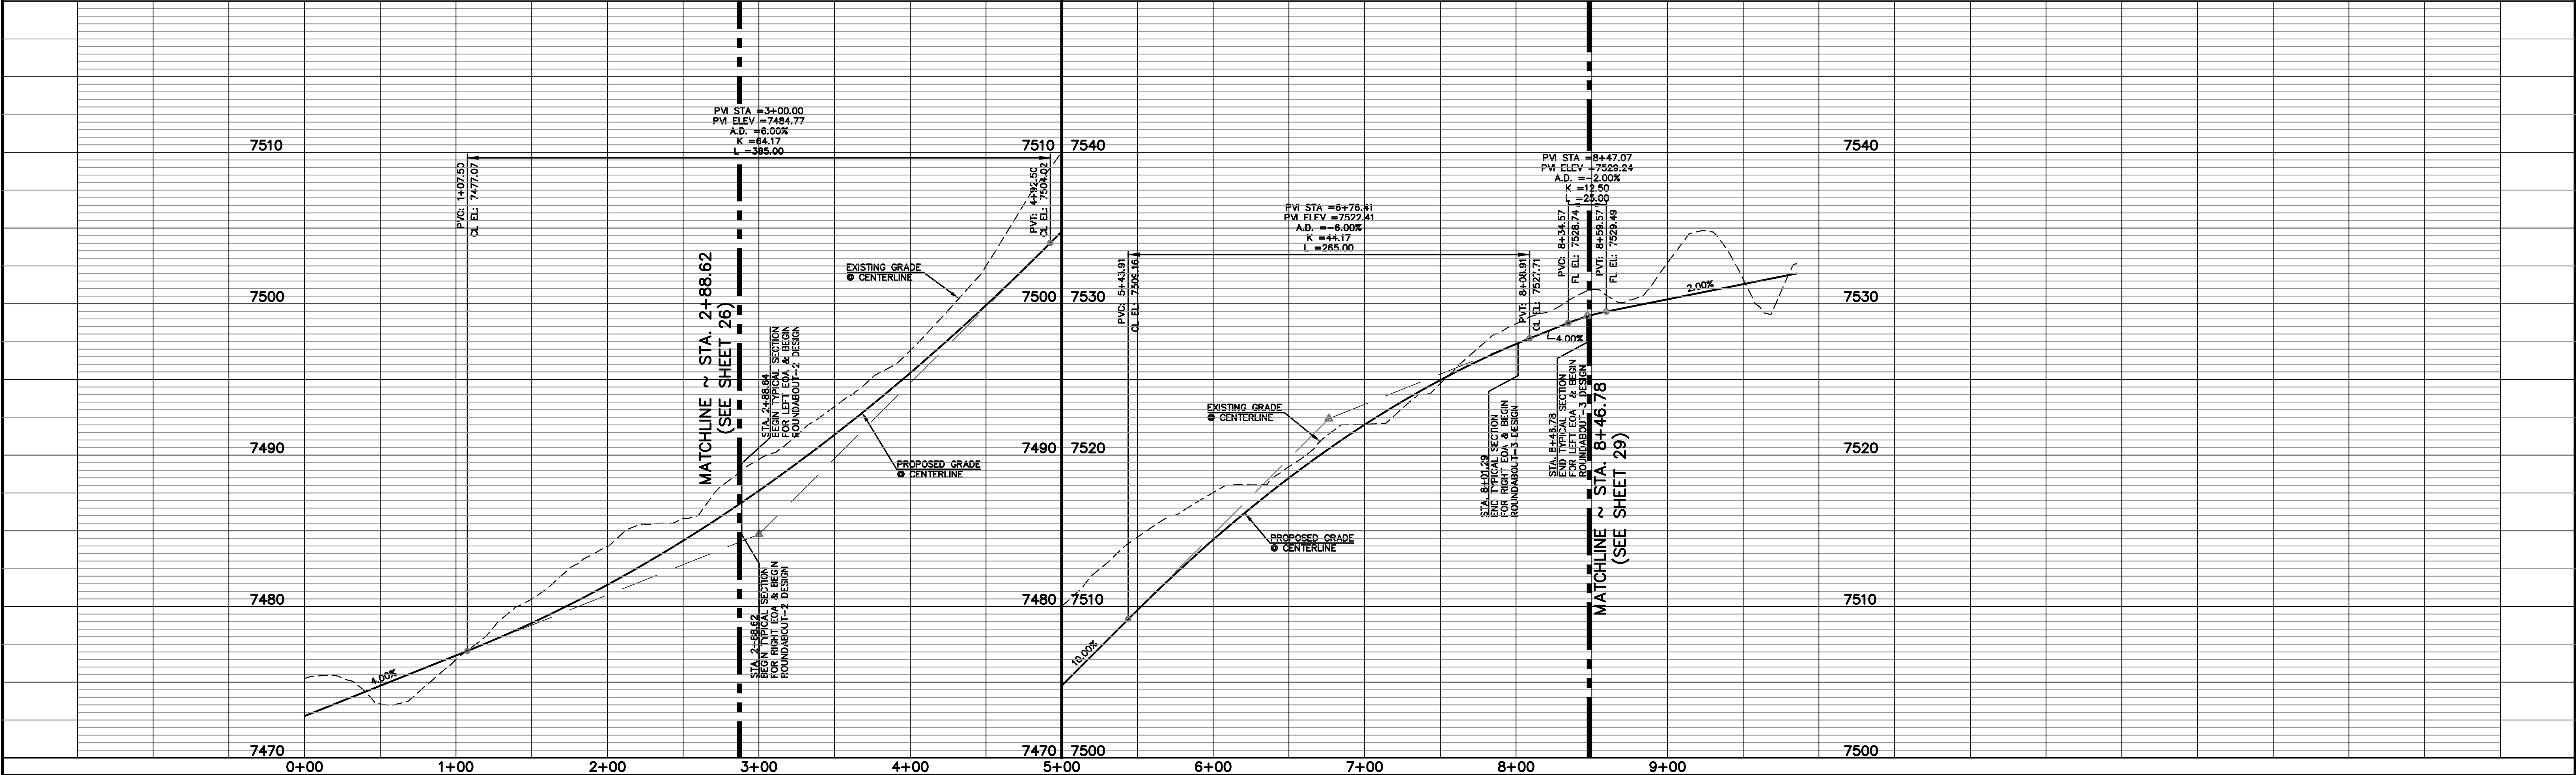 PVI STA =3+00.00
PVI ELEV =7484.77
A.D. =6.00%
K =64.17
L =385.00
7510
7510
7540
7540
PVC: 1+07.50
CL EL: 7477.07
PVT: 4+92.50
CL EL: 7504.02
PVI STA =6+76.41
PVI ELEV =7522.41
A.D. =-6.00%
K =44.17
L =265.00
PVC: 5+43.91
CL EL: 7509.16
PVT: 8+08.91
CL EL: 7527.71
PVI STA =8+47.07
PVI ELEV =7529.24
A.D. =-2.00%
K =12.50
L =25.00
PVC: 8+34.57
FL EL: 7528.74
PVT: 8+59.57
FL EL: 7529.49
MATCHLINE ~ STA. 2+88.62
(SEE SHEET 26)
EXISTING GRADE
@ CENTERLINE
7500
7500
7530
7530
2.00%
4.00%
STA. 2+88.64
BEGIN TYPICAL SECTION
FOR LEFT EOA & BEGIN
ROUNDABOUT-2 DESIGN
EXISTING GRADE
@ CENTERLINE
STA. 8+01.29
END TYPICAL SECTION
FOR RIGHT EOA & BEGIN
ROUNDABOUT-3 DESIGN
STA. 8+46.78
END TYPICAL SECTION
FOR LEFT EOA & BEGIN
ROUNDABOUT-3 DESIGN
MATCHLINE ~ STA. 8+46.78
(SEE SHEET 29)
7490
7490
7520
7520
PROPOSED GRADE
@ CENTERLINE
PROPOSED GRADE
@ CENTERLINE
STA. 2+88.62
BEGIN TYPICAL SECTION
FOR RIGHT EOA & BEGIN
ROUNDABOUT-2 DESIGN
7480
7480
7510
7510
4.00%
10.00%
7470
7470
7500
7500
0+00
1+00
2+00
3+00
4+00
5+00
6+00
7+00
8+00
9+00